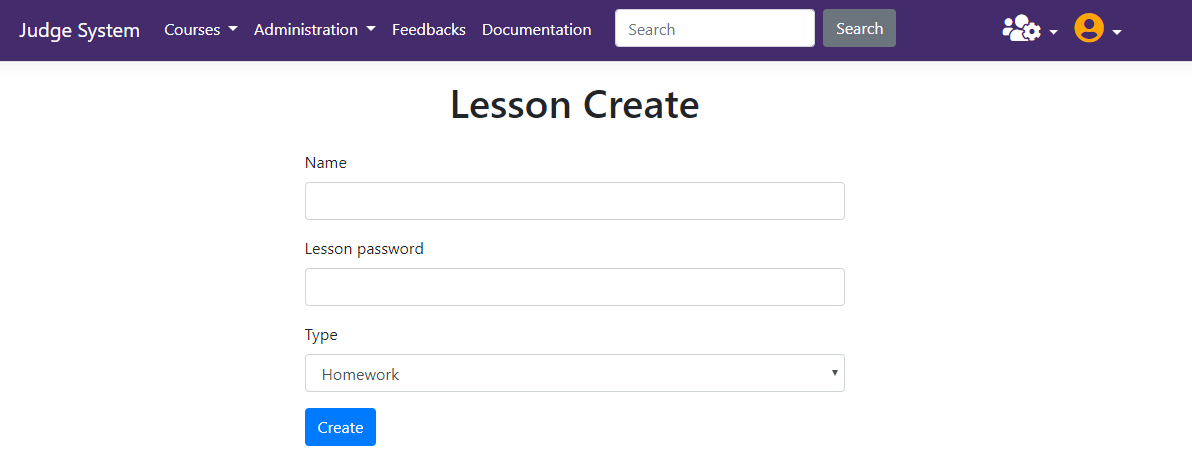 Judge System Courses Administration Feedbacks Documentation Search Search
Lesson Create
Name
Lesson password
Type
Homework
Create